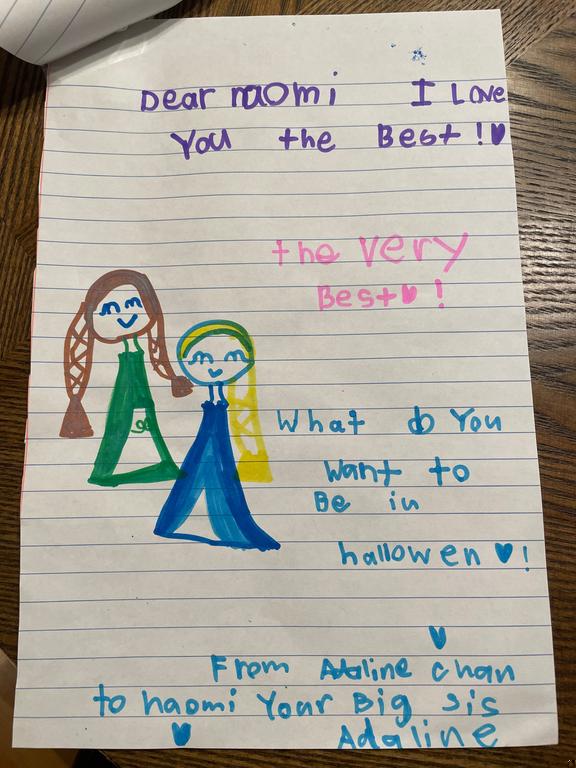 Dear naomi I Love
You the Best!
the very
Best!
What do You
want to
Be in
hallowen!
From Adaline chan
to naomi Your Big sis
Adaline